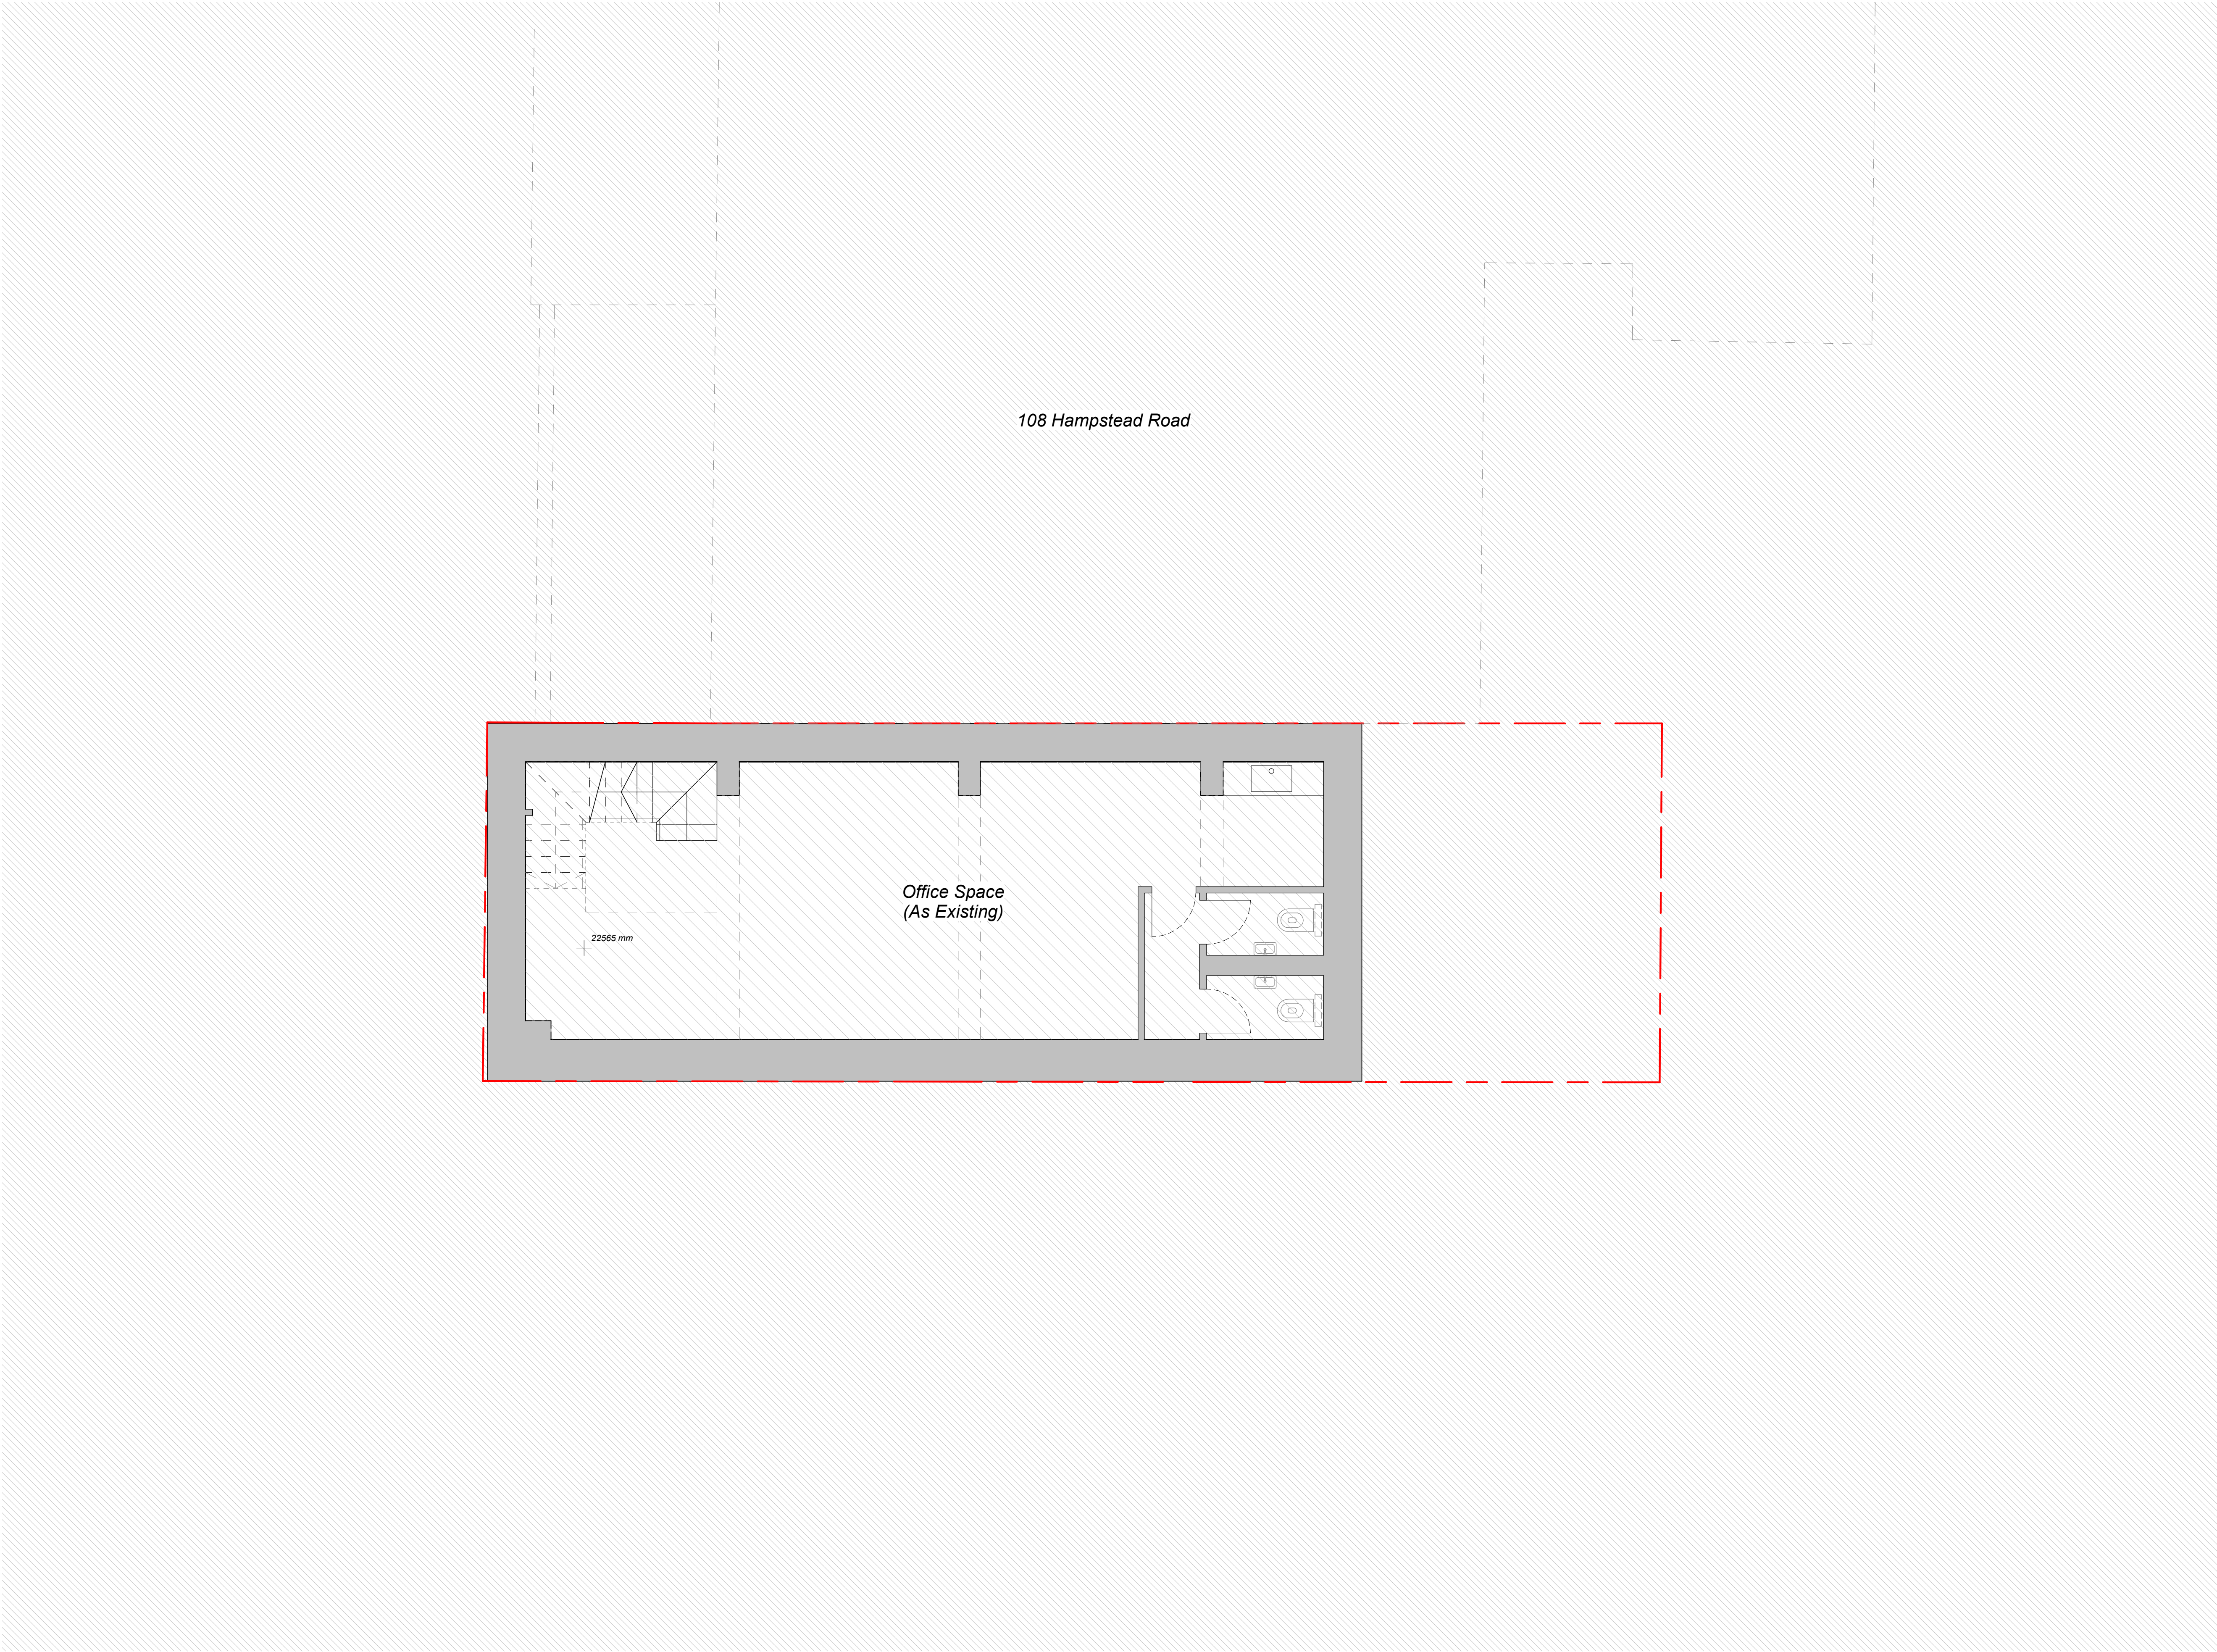 108 Hampstead Road
Office Space
(As Existing)
22565 mm